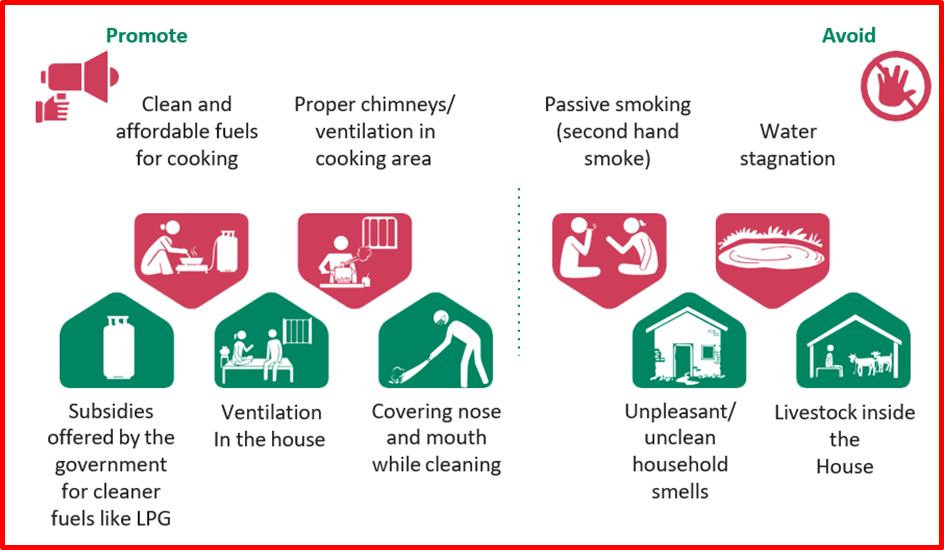 Promote
Avoid
Clean and
affordable fuels
for cooking
Proper chimneys/
ventilation in
cooking area
Passive smoking
(second hand
smoke)
Water
stagnation
Subsidies
offered by the
government
for cleaner
fuels like LPG
Ventilation
In the house
Covering nose
and mouth
while cleaning
Unpleasant/
unclean
household
smells
Livestock inside
the
House